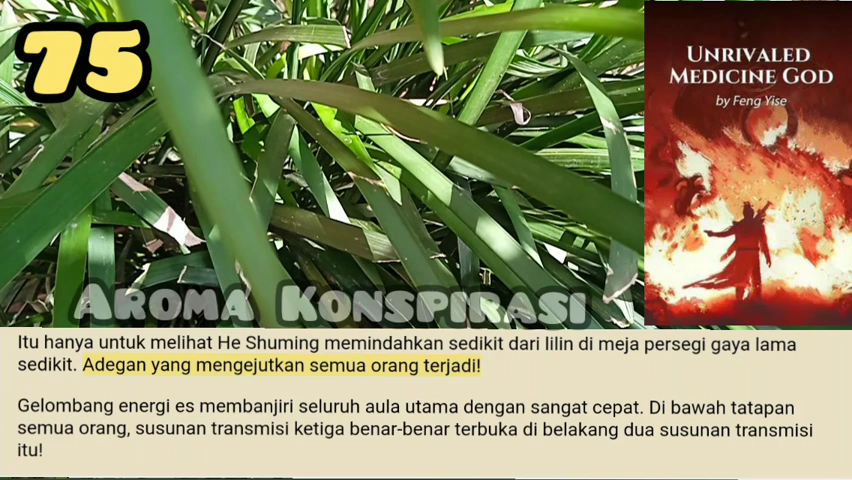 75
UNRIVALED
MEDICINE GOD
by Feng Yise
AROMA KONSPIRASI
Itu hanya untuk melihat He Shuming memindahkan sedikit dari lilin di meja persegi gaya lama
sedikit. Adegan yang mengejutkan semua orang terjadi!
Gelombang energi es membanjiri seluruh aula utama dengan sangat cepat. Di bawah tatapan
semua orang, susunan transmisi ketiga benar-benar terbuka di belakang dua susunan transmisi
itu!